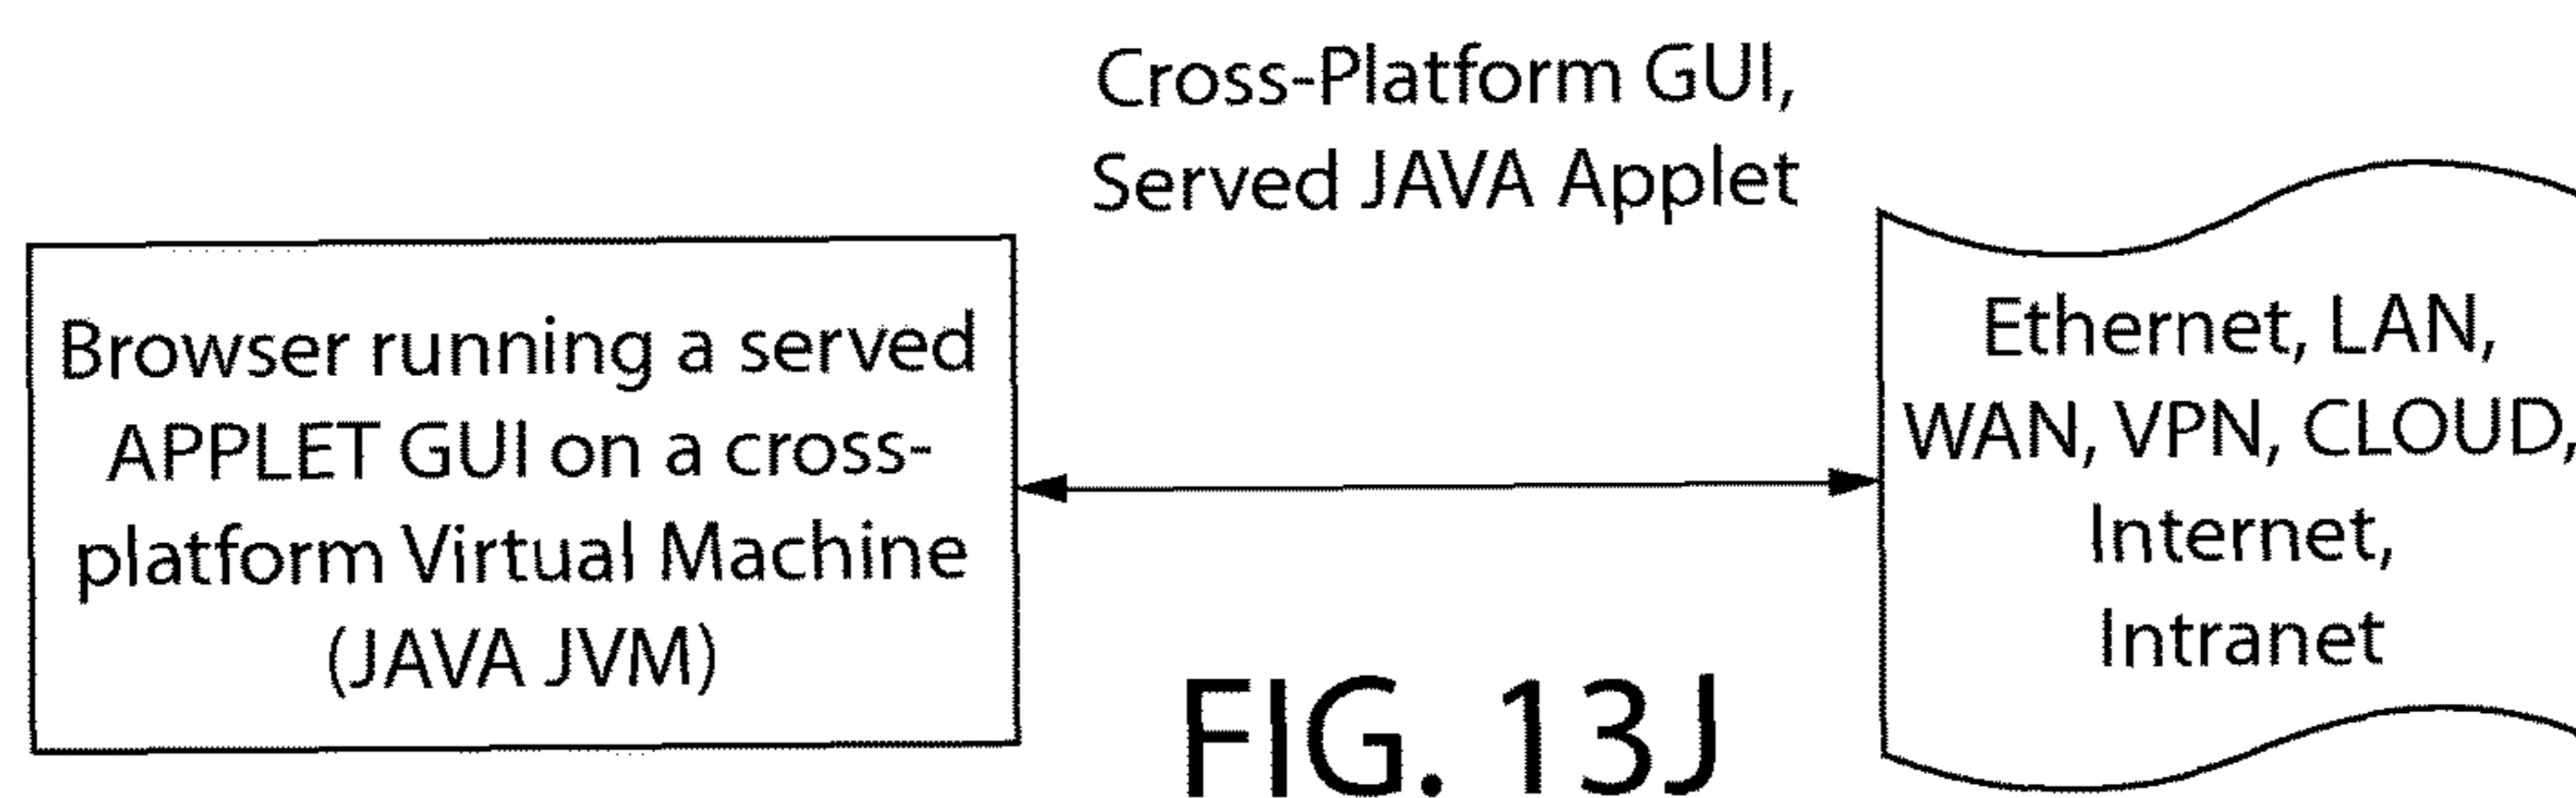 Cross-Platform GUI,
Served JAVA Applet
Browser running a served
APPLET GUI on a cross-
platform Virtual Machine
(JAVA JVM)
Ethernet, LAN,
WAN, VPN, CLOUD,
Internet,
Intranet
FIG. 13J